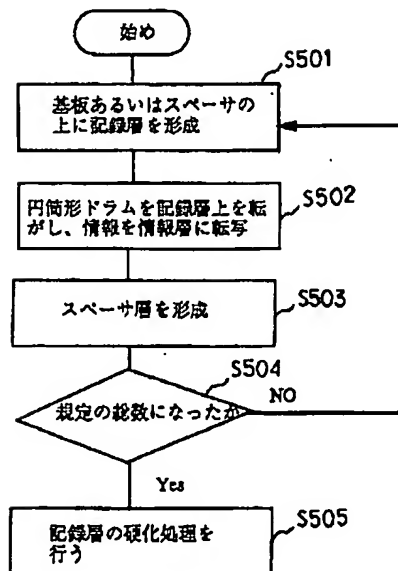 始め
S501
基板あるいはスペーサの
上に記録層を形成
S502
円筒形ドラムを記録層上を転
がし、情報を情報層に転写
S503
スペーサ層を形成
S504
規定の総数になったか
NO
Yes
S505
記録層の硬化処理を
行う